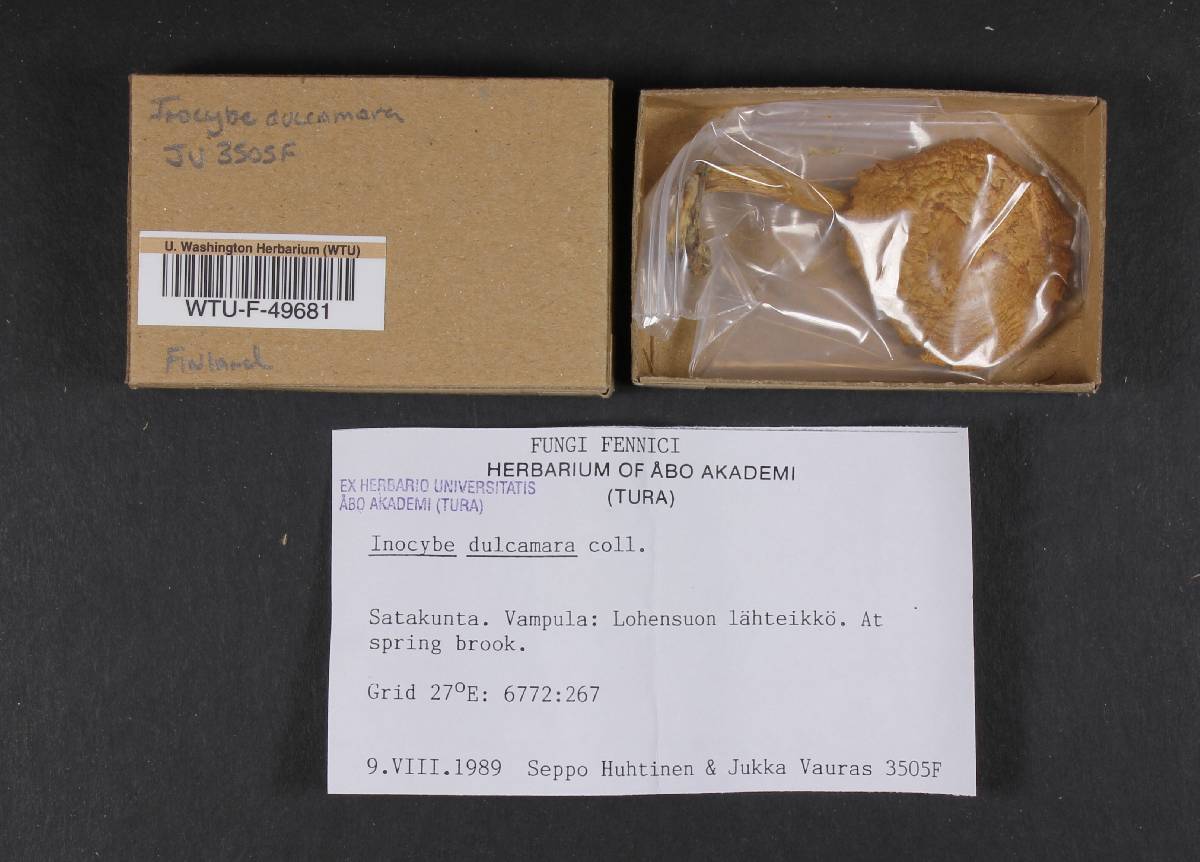 Inocybe dulcamara
JV 3505F
U. Washington Herbarium (WTU)
WTU-F-49681
Finland
FUNGI FENNICI
HERBARIUM OF ÅBO AKADEMI
(TURA)
EX HERBARIO UNIVERSITATIS
ÅBO AKADEMI (TURA)
Inocybe dulcamara coll.
Satakunta. Vampula: Lohensuon lähteikkö. At
spring brook.
Grid 27°E: 6772:267
9.VIII.1989 Seppo Huhtinen & Jukka Vauras 3505F